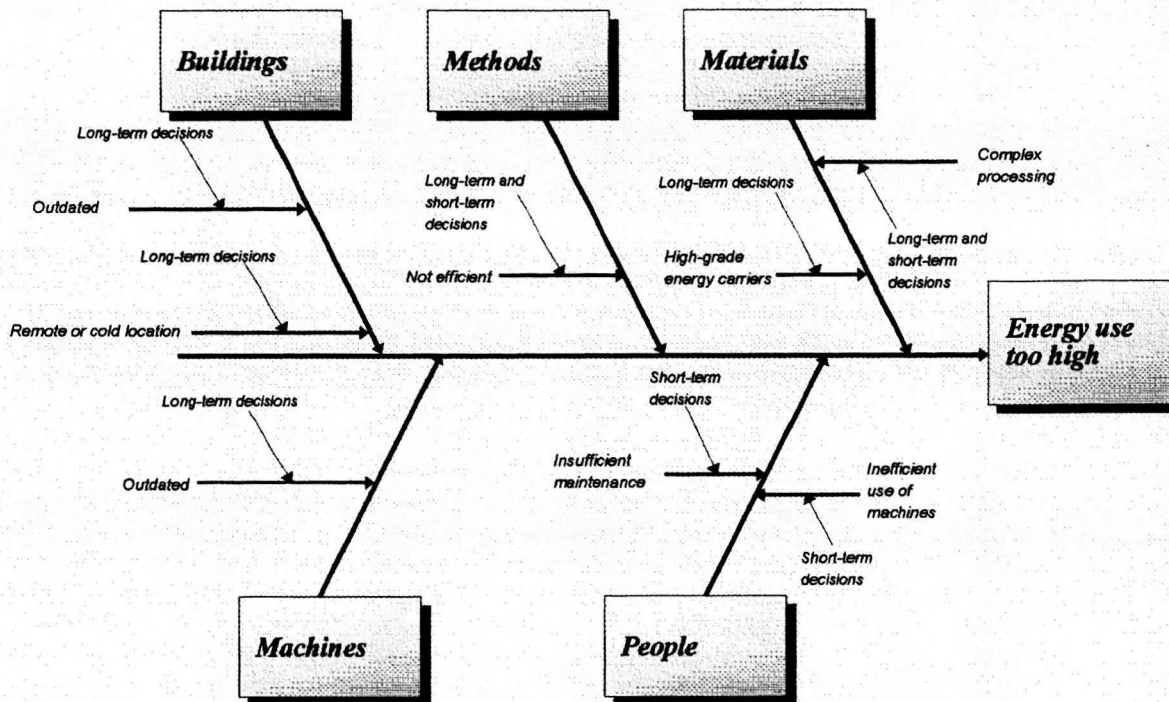 Buildings
Methods
Materials
Long-term decisions
Outdated
Long-term decisions
Remote or cold location
Long-term and
short-term
decisions
Not efficient
Long-term decisions
High-grade
energy carriers
Complex
processing
Long-term and
short-term
decisions
Energy use
too high
Long-term decisions
Outdated
Short-term
decisions
Insufficient
maintenance
Inefficient
use of
machines
Short-term
decisions
Machines
People